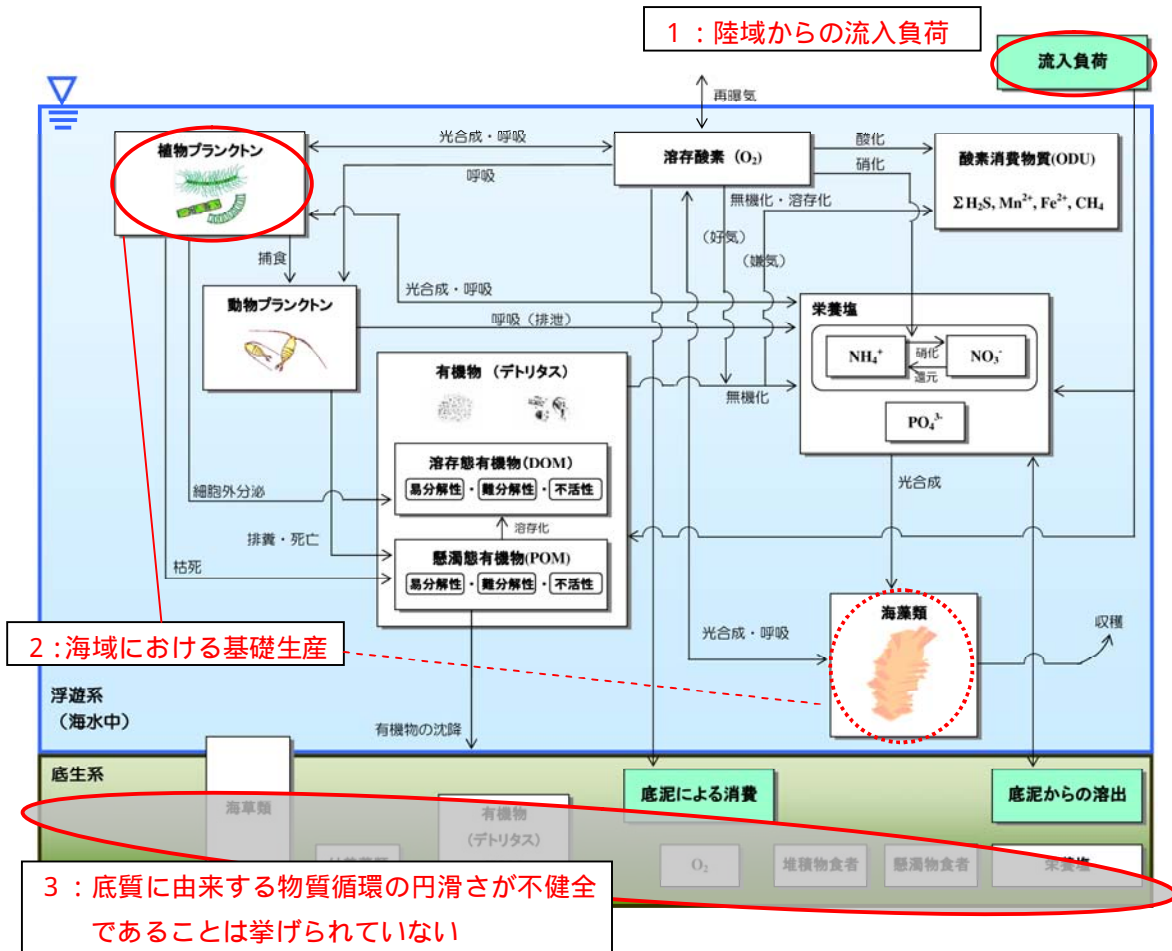 1：陸域からの流入負荷
流入負荷
再曝気
植物プランクトン
光合成・呼吸
呼吸
溶存酸素（O₂）
酸化
硝化
酸素消費物質(ODU)
ΣH₂S, Mn²⁺, Fe²⁺, CH₄
無機化・溶存化
（好気）
（嫌気）
捕食
光合成・呼吸
動物プランクトン
呼吸（排泄）
栄養塩
NH₄⁺
硝化
還元
NO₃⁻
PO₄³⁻
有機物（デトリタス）
無機化
溶存態有機物(DOM)
易分解性・難分解性・不活性
細胞外分泌
溶存化
光合成
排糞・死亡
懸濁態有機物(POM)
易分解性・難分解性・不活性
枯死
海藻類
光合成・呼吸
収穫
2：海域における基礎生産
浮遊系
（海水中）
有機物の沈降
底生系
海草類
有機物
（デトリタス）
底泥による消費
底泥からの溶出
O₂
堆積物食者
懸濁物食者
栄養塩
3：底質に由来する物質循環の円滑さが不健全
であることは挙げられていない